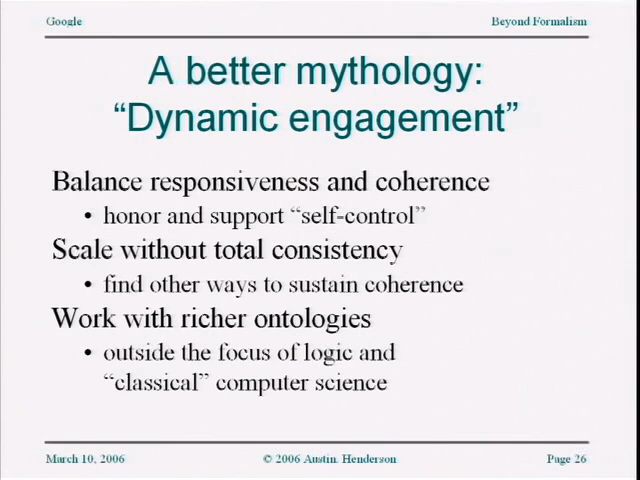 Google Beyond Formalism
A better mythology:
“Dynamic engagement”
Balance responsiveness and coherence
• honor and support “self-control”
Scale without total consistency
• find other ways to sustain coherence
Work with richer ontologies
• outside the focus of logic and
“classical” computer science
March 10, 2006 © 2006 Austin. Henderson Page 26